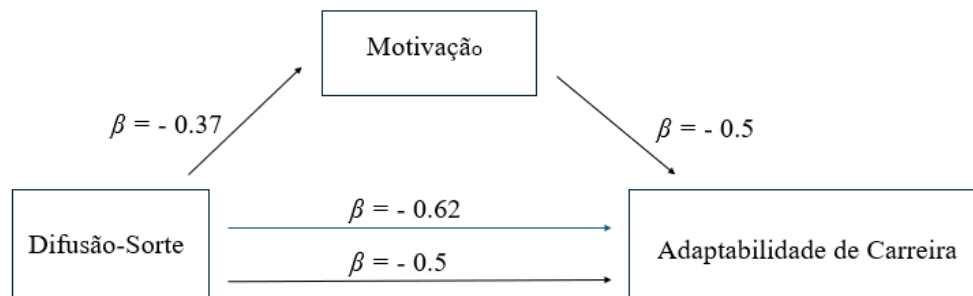 Motivação
β = - 0.37
β = - 0.5
β = - 0.62
Difusão-Sorte
Adaptabilidade de Carreira
β = - 0.5